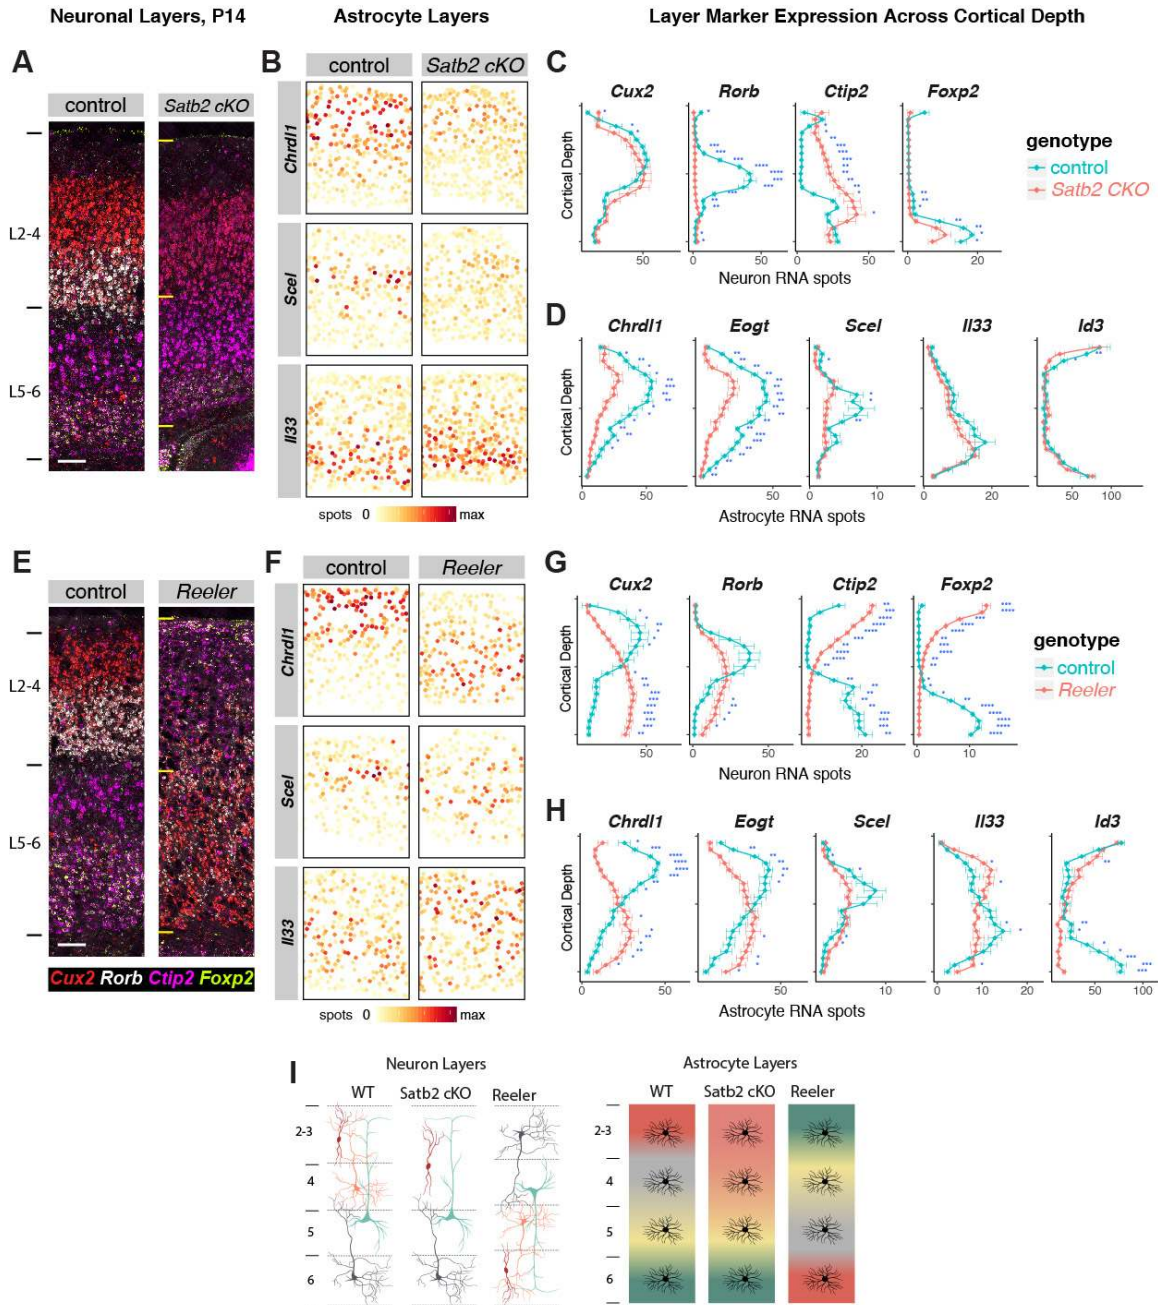 Neuronal Layers, P14
Astrocyte Layers
Layer Marker Expression Across Cortical Depth
A
control
Satb2 cKO
L2-4
L5-6
B
control
Satb2 cKO
Chrdl1
Scel
Il33
spots 0 max
C
Cux2 Rorb Ctip2 Foxp2
Cortical Depth
50 0 50 0 50 0 20
Neuron RNA spots
genotype
control
Satb2 CKO
D
Chrdl1 Eogt Scel Il33 Id3
Cortical Depth
0 50 0 50 0 10 0 20 50 100
Astrocyte RNA spots
E
control
Reeler
L2-4
L5-6
Cux2 Rorb Ctip2 Foxp2
F
control
Reeler
Chrdl1
Scel
Il33
spots 0 max
G
Cux2 Rorb Ctip2 Foxp2
Cortical Depth
50 0 50 20 0 10
Neuron RNA spots
genotype
control
Reeler
H
Chrdl1 Eogt Scel Il33 Id3
Cortical Depth
0 50 50 10 0 10 20 50 100
Astrocyte RNA spots
I
Neuron Layers
WT Satb2 cKO Reeler
2-3
4
5
6
Astrocyte Layers
WT Satb2 cKO Reeler
2-3
4
5
6